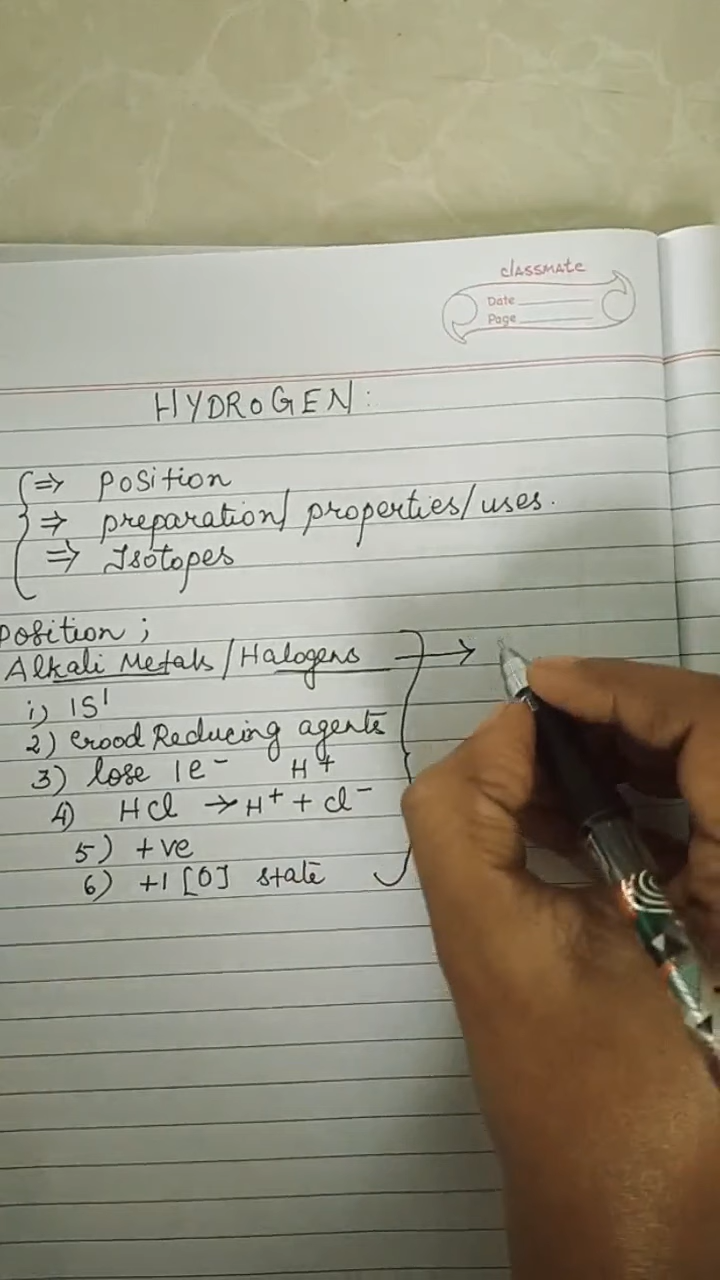 classmate
Date
Page
HYDROGEN:
⇒ Position
⇒ preparation/ properties/uses.
⇒ Isotopes
Position ;
Alkali Metals / Halogens →
1) 1S¹
2) Good Reducing agents
3) lose 1e⁻ H⁺
4) HCl → H⁺ + Cl⁻
5) +ve
6) +1 [O] state